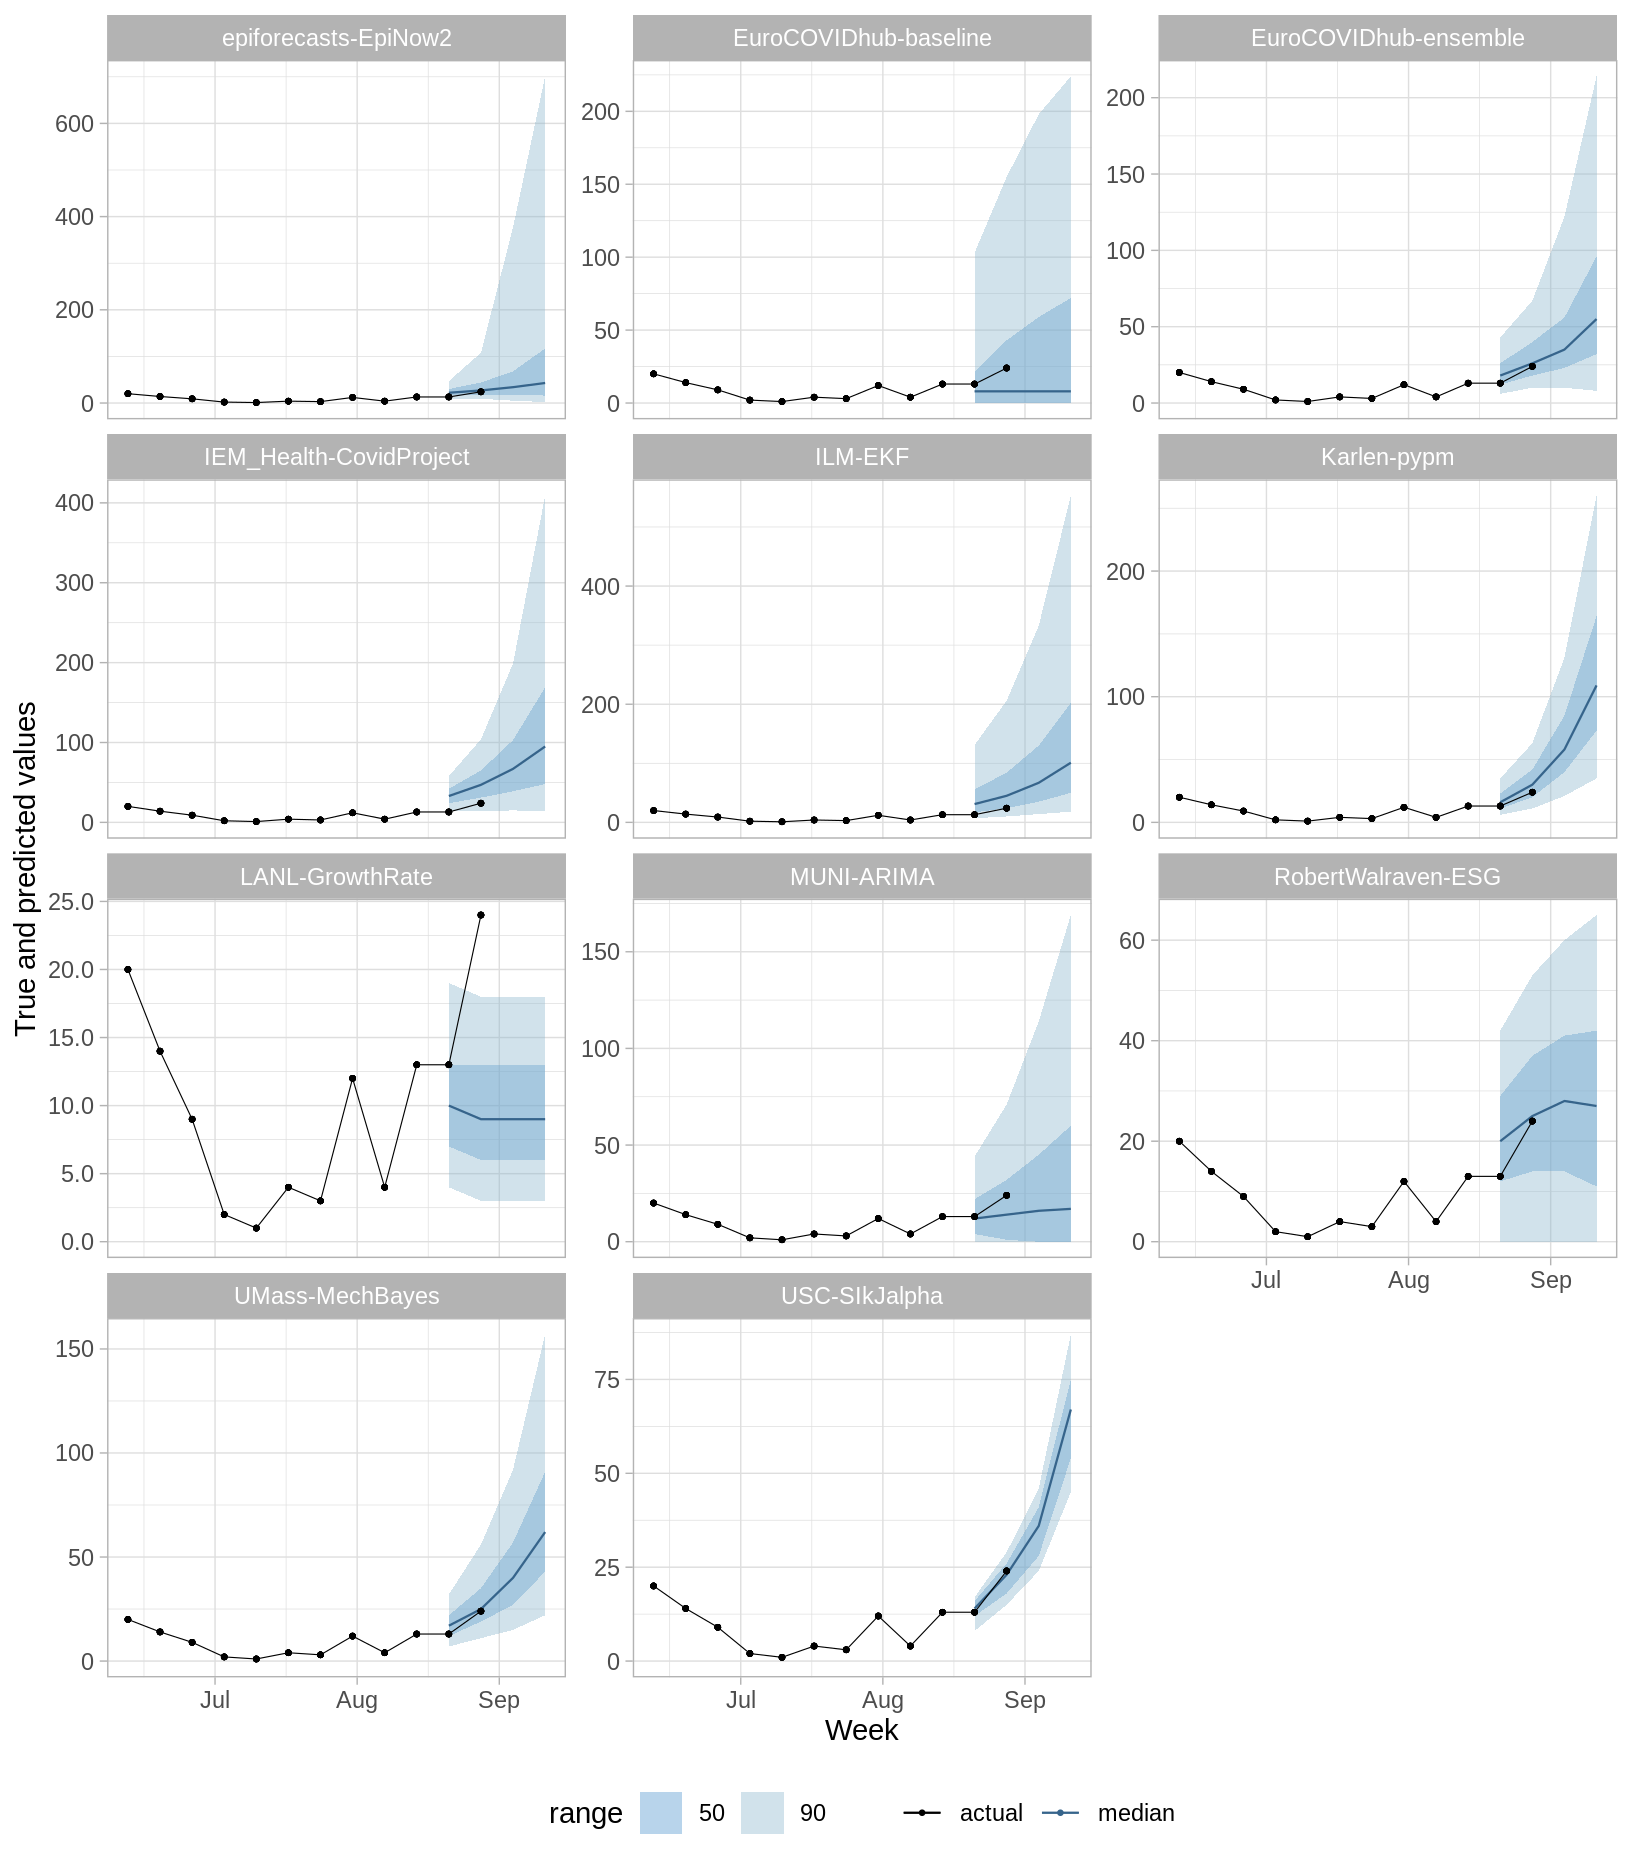 epiforecasts-EpiNow2
EuroCOVIDhub-baseline
EuroCOVIDhub-ensemble
600
400
200
0
200
150
100
50
0
200
150
100
50
0
IEM_Health-CovidProject
ILM-EKF
Karlen-pypm
400
300
200
100
0
400
200
0
200
100
0
True and predicted values
LANL-GrowthRate
MUNI-ARIMA
RobertWalraven-ESG
25.0
20.0
15.0
10.0
5.0
0.0
150
100
50
0
60
40
20
0
Jul Aug Sep
UMass-MechBayes
USC-SIkJalpha
150
100
50
0
75
50
25
0
Jul Aug Sep
Jul Aug Sep
Week
range 50 90 actual median